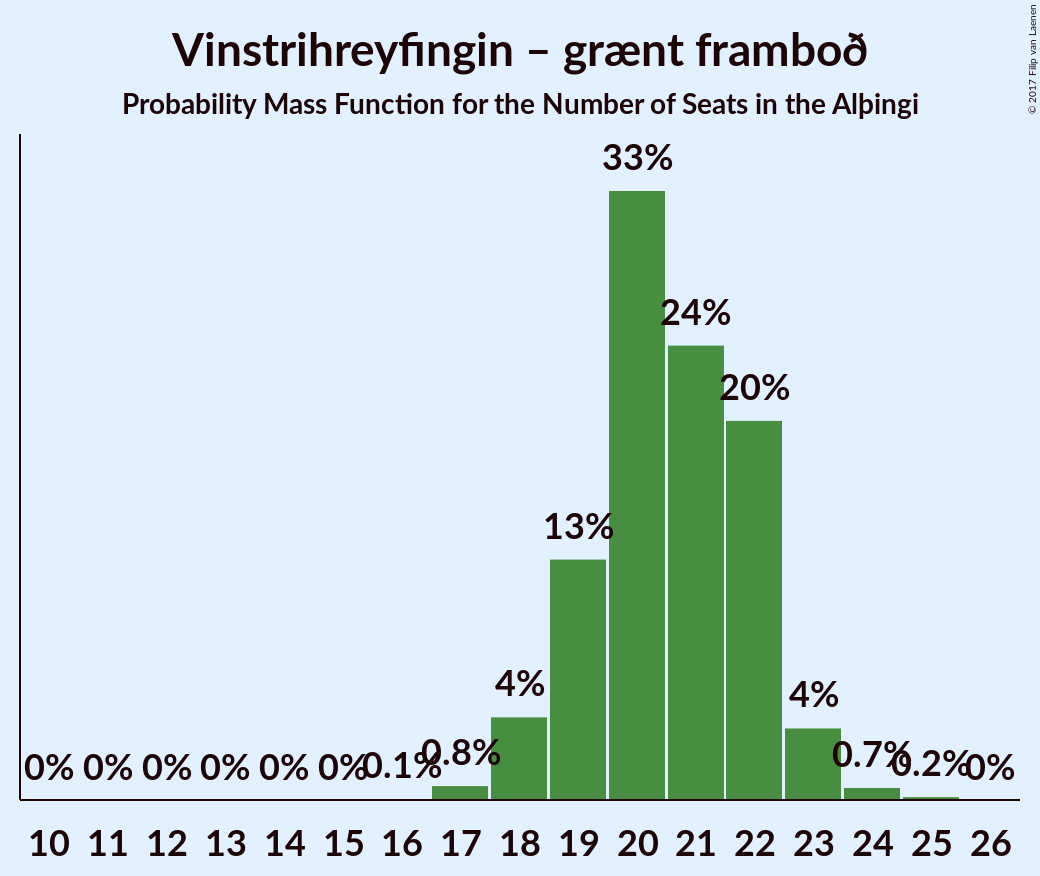 Vinstrihreyfingin – grænt framboð
Probability Mass Function for the Number of Seats in the Alþingi
© 2017 Filip van Laenen
33%
24%
20%
13%
4%
4%
0% 0% 0% 0% 0% 0% 0.1% 0.8% 0.7% 0.2% 0%
10 11 12 13 14 15 16 17 18 19 20 21 22 23 24 25 26